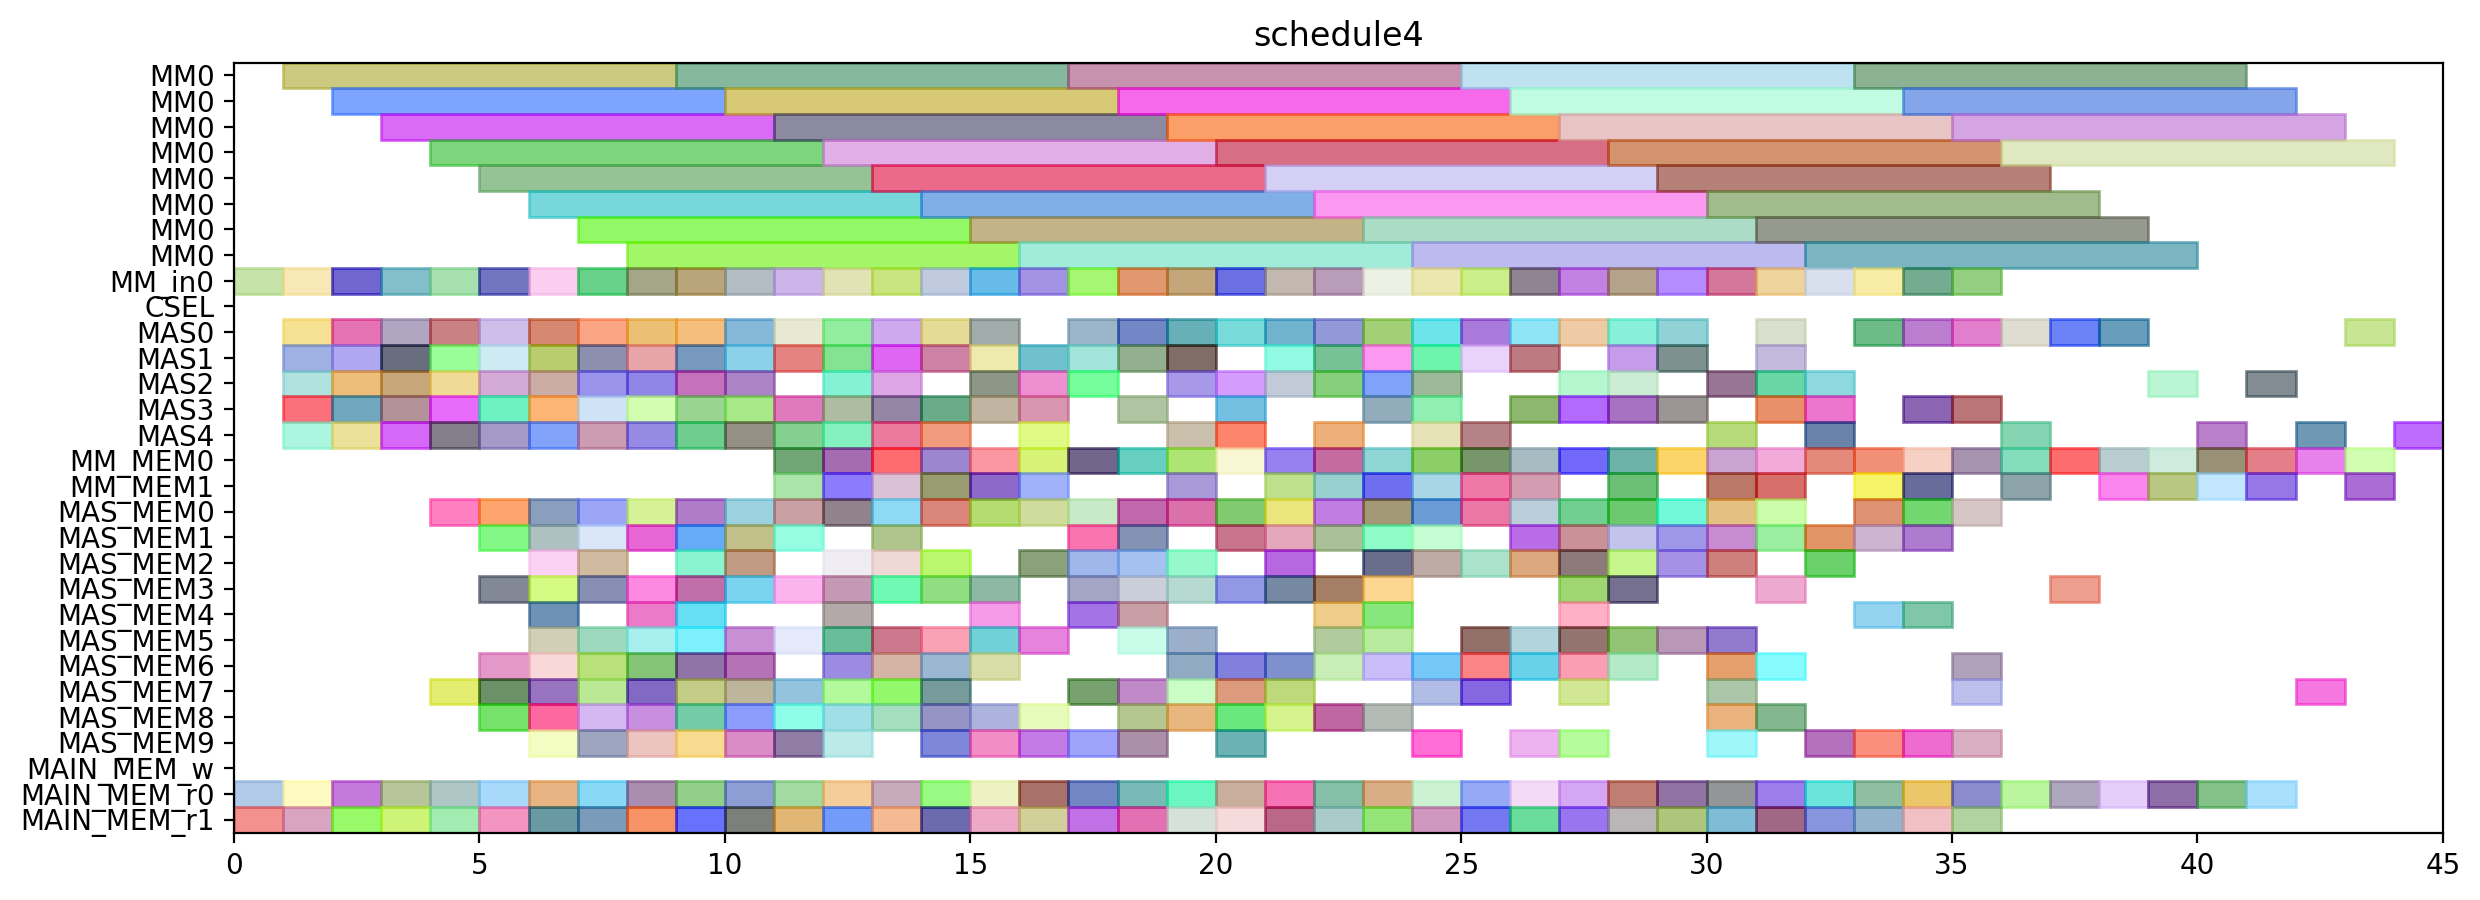 schedule4
MM0
MM0
MM0
MM0
MM0
MM0
MM0
MM0
MM_in0
CSEL
MAS0
MAS1
MAS2
MAS3
MAS4
MM_MEM0
MM_MEM1
MAS_MEM0
MAS_MEM1
MAS_MEM2
MAS_MEM3
MAS_MEM4
MAS_MEM5
MAS_MEM6
MAS_MEM7
MAS_MEM8
MAS_MEM9
MAIN_MEM_w
MAIN_MEM_r0
MAIN_MEM_r1
0 5 10 15 20 25 30 35 40 45